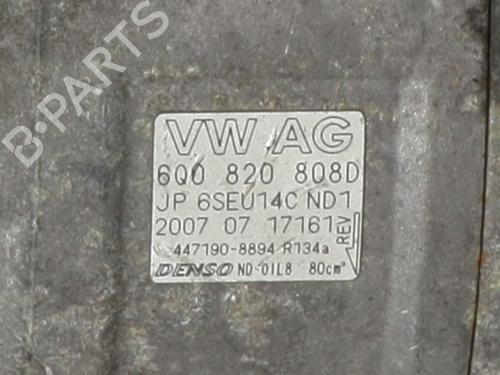 B-PARTS
VW AG
6Q0 820 808D
JP 6SEU14C ND1
2007 07 17161 REV
447190-8894 R134a
DENSO ND-OIL8 80cm³